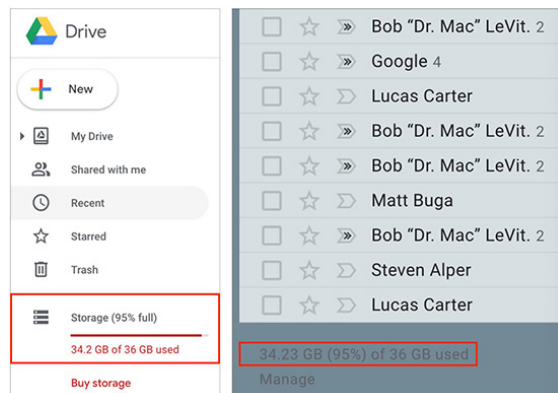 Drive
New
My Drive
Shared with me
Recent
Starred
Trash
Storage (95% full)
34.2 GB of 36 GB used
Buy storage
Bob “Dr. Mac” LeVit. 2
Google 4
Lucas Carter
Bob “Dr. Mac” LeVit. 2
Bob “Dr. Mac” LeVit. 2
Matt Buga
Bob “Dr. Mac” LeVit. 2
Steven Alper
Lucas Carter
34.23 GB (95%) of 36 GB used
Manage